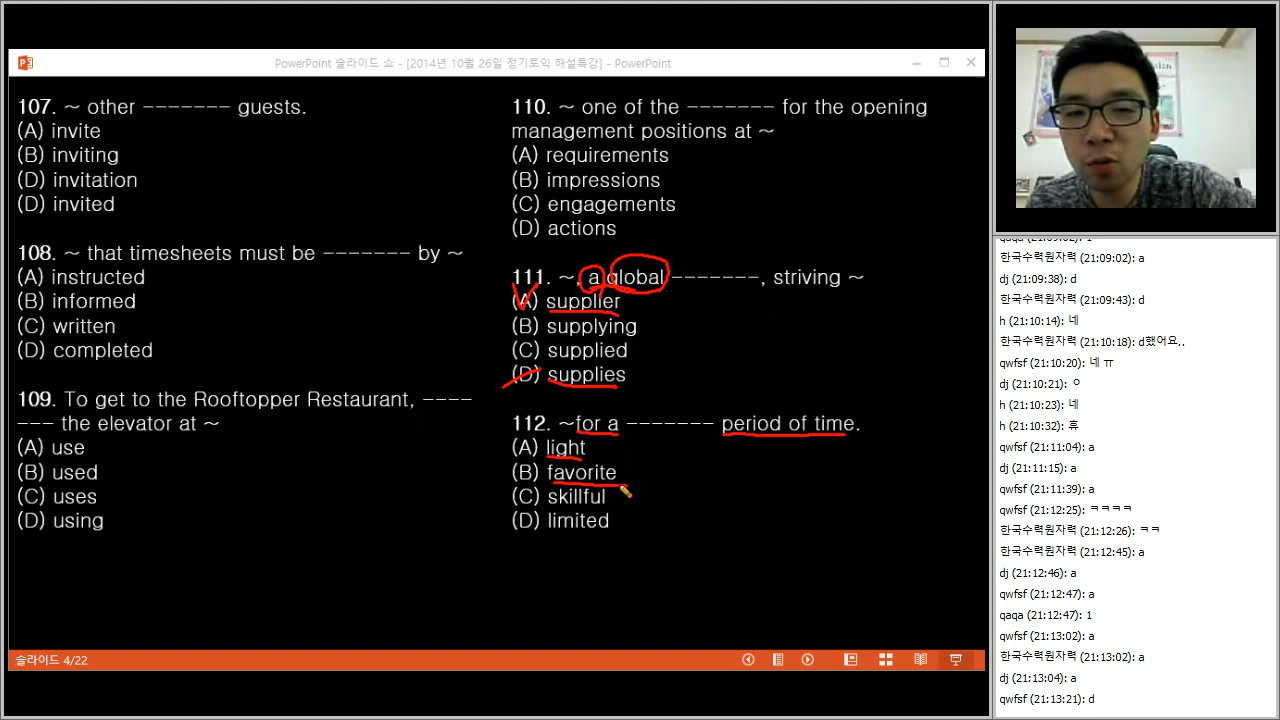 PowerPoint 슬라이드 쇼 - [2014년 10월 26일 정기토익 해설특강] - PowerPoint
107. ~ other ------- guests.
(A) invite
(B) inviting
(D) invitation
(D) invited
108. ~ that timesheets must be ------- by ~
(A) instructed
(B) informed
(C) written
(D) completed
109. To get to the Rooftopper Restaurant, ----
--- the elevator at ~
(A) use
(B) used
(C) uses
(D) using
110. ~ one of the ------- for the opening
management positions at ~
(A) requirements
(B) impressions
(C) engagements
(D) actions
111. ~, a global -------, striving ~
(A) supplier
(B) supplying
(C) supplied
(D) supplies
112. ~for a ------- period of time.
(A) light
(B) favorite
(C) skillful
(D) limited
슬라이드 4/22
한국수력원자력 (21:09:02): a
dj (21:09:38): d
한국수력원자력 (21:09:43): d
h (21:10:14): 네
한국수력원자력 (21:10:18): d했어요..
qwfsf (21:10:20): 네 ㅠ
dj (21:10:21): ㅇ
h (21:10:23): 네
h (21:10:32): 휴
qwfsf (21:11:04): a
dj (21:11:15): a
qwfsf (21:11:39): a
qwfsf (21:12:25): ㅋㅋㅋㅋ
한국수력원자력 (21:12:26): ㅋㅋ
한국수력원자력 (21:12:45): a
dj (21:12:46): a
qwfsf (21:12:47): a
qaqa (21:12:47): 1
qwfsf (21:13:02): a
한국수력원자력 (21:13:02): a
dj (21:13:04): a
qwfsf (21:13:21): d